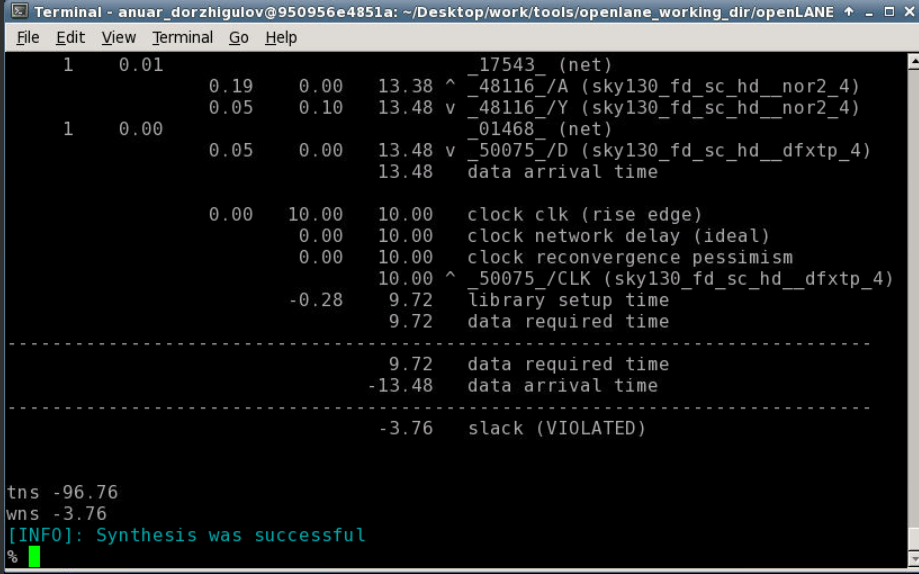 Terminal - anuar_dorzhigulov@950956e4851a: ~/Desktop/work/tools/openlane_working_dir/openLANE
File Edit View Terminal Go Help
1 0.01 _17543_ (net)
0.19 0.00 13.38 ^ _48116_/A (sky130_fd_sc_hd__nor2_4)
0.05 0.10 13.48 v _48116_/Y (sky130_fd_sc_hd__nor2_4)
1 0.00 _01468_ (net)
0.05 0.00 13.48 v _50075_/D (sky130_fd_sc_hd__dfxtp_4)
13.48 data arrival time
0.00 10.00 10.00 clock clk (rise edge)
0.00 10.00 clock network delay (ideal)
0.00 10.00 clock reconvergence pessimism
10.00 ^ _50075_/CLK (sky130_fd_sc_hd__dfxtp_4)
-0.28 9.72 library setup time
9.72 data required time
-----------------------------------------------------------------------------
9.72 data required time
-13.48 data arrival time
-----------------------------------------------------------------------------
-3.76 slack (VIOLATED)
tns -96.76
wns -3.76
[INFO]: Synthesis was successful
%